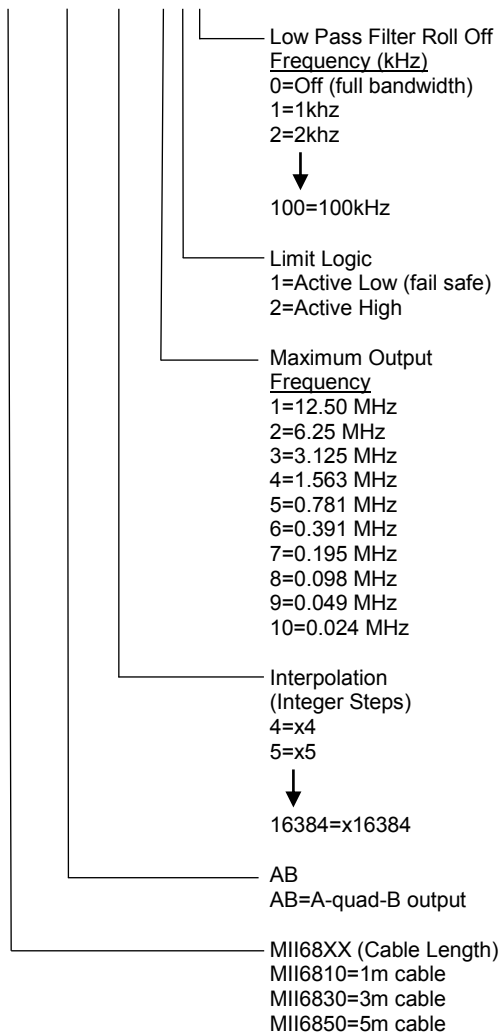 Low Pass Filter Roll Off
Frequency (kHz)
0=Off (full bandwidth)
1=1khz
2=2khz
100=100kHz
Limit Logic
1=Active Low (fail safe)
2=Active High
Maximum Output
Frequency
1=12.50 MHz
2=6.25 MHz
3=3.125 MHz
4=1.563 MHz
5=0.781 MHz
6=0.391 MHz
7=0.195 MHz
8=0.098 MHz
9=0.049 MHz
10=0.024 MHz
Interpolation
(Integer Steps)
4=x4
5=x5
16384=x16384
AB
AB=A-quad-B output
MII68XX (Cable Length)
MII6810=1m cable
MII6830=3m cable
MII6850=5m cable